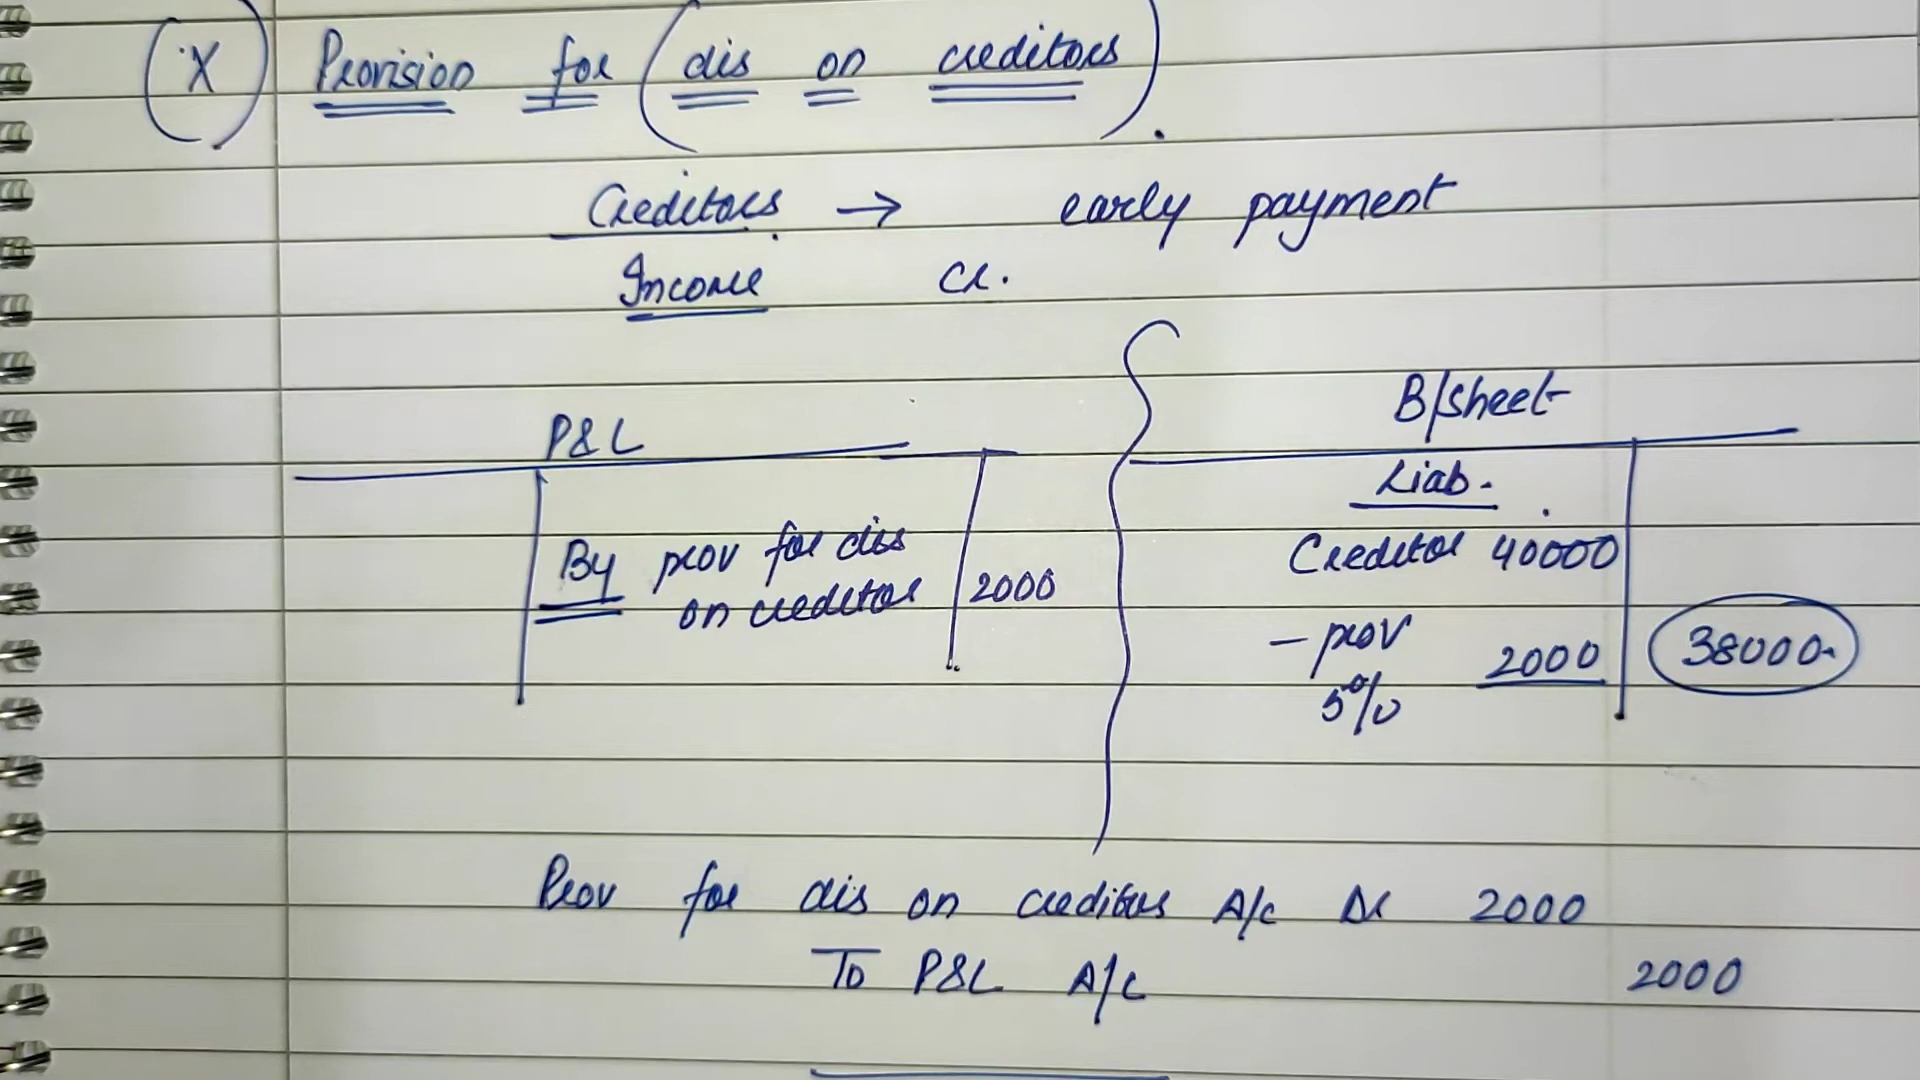 (X) Provision for (dis on creditors).
Creditors → early payment
Income Cr.
P&L
By prov for dis
on creditor 2000
B/Sheet
Liab.
Creditor 40000
- prov 2000 38000
5%
Prov for dis on creditors A/c Dr 2000
To P&L A/c 2000